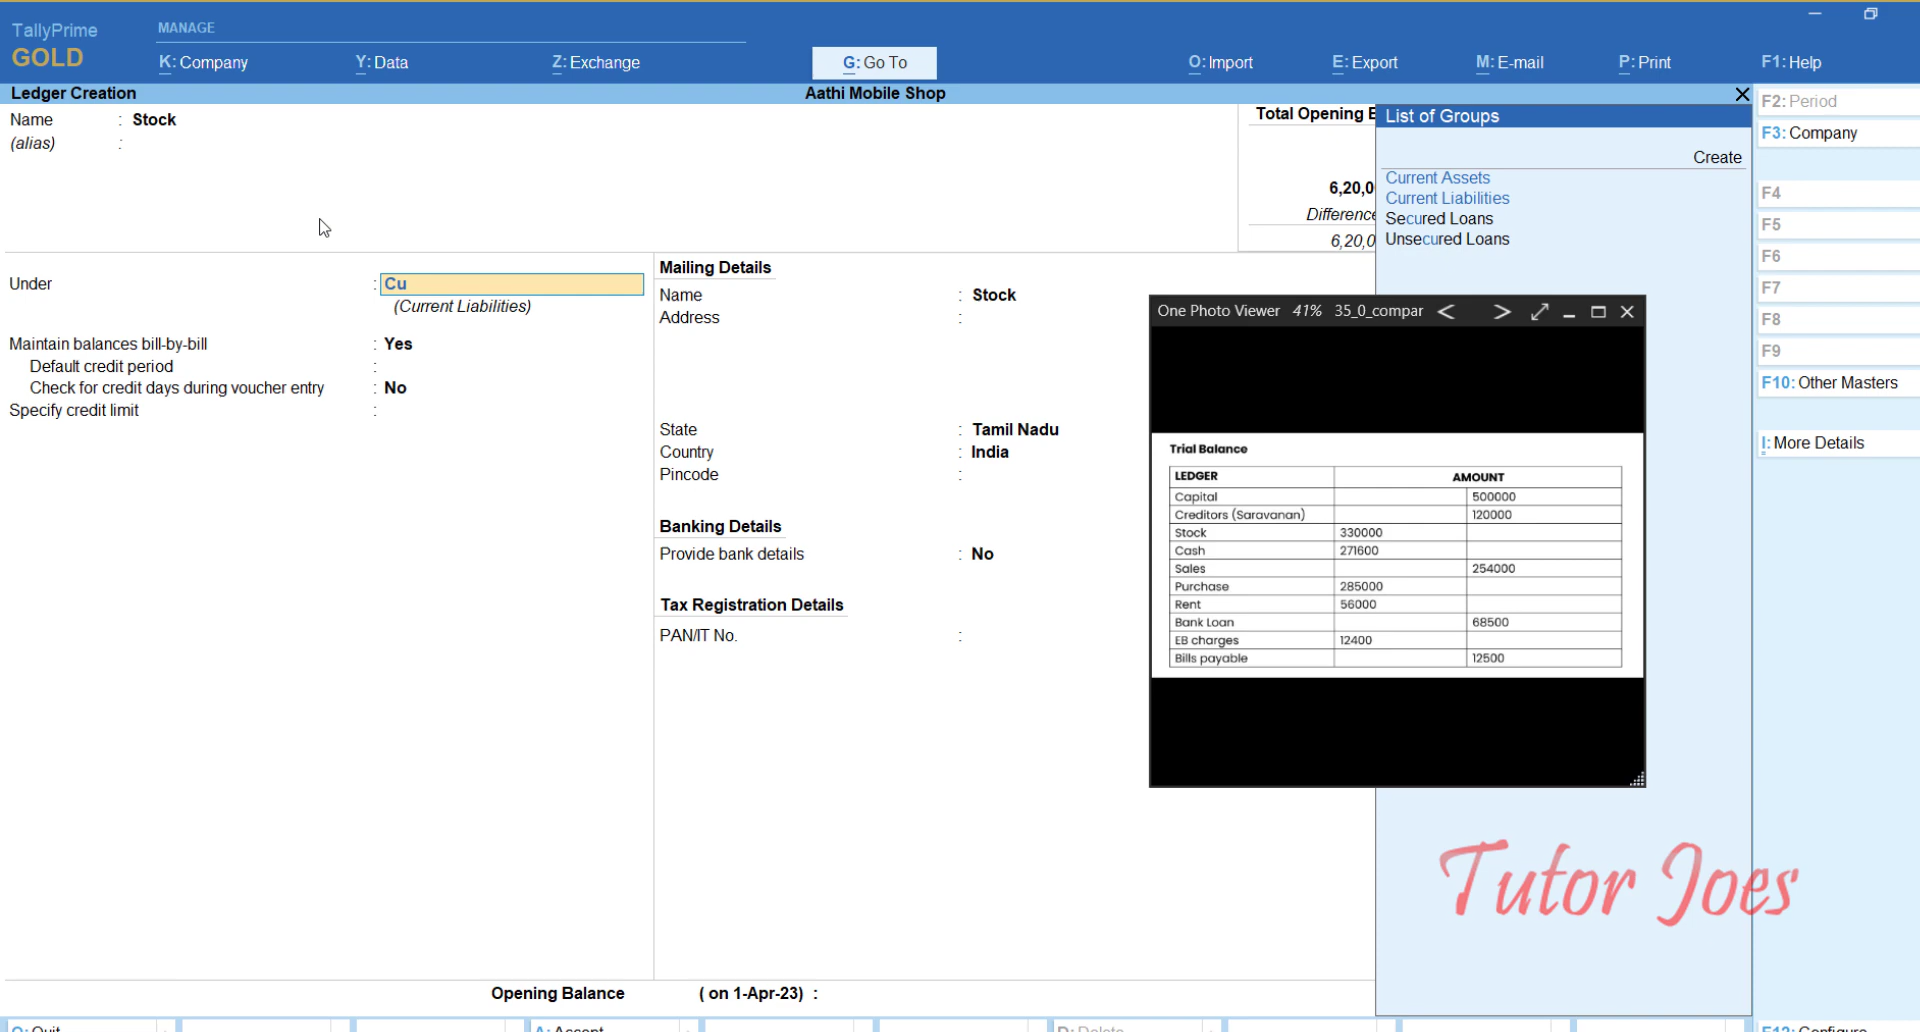 TallyPrime
GOLD
MANAGE
K: Company
Y: Data
Z: Exchange
G: Go To
O: Import
E: Export
M: E-mail
P: Print
F1: Help
Ledger Creation
Aathi Mobile Shop
Name : Stock
(alias) :
Total Opening
6,20,0
Difference
6,20,0
Under : Cu
(Current Liabilities)
Maintain balances bill-by-bill : Yes
Default credit period :
Check for credit days during voucher entry : No
Specify credit limit :
Mailing Details
Name : Stock
Address :
State : Tamil Nadu
Country : India
Pincode :
Banking Details
Provide bank details : No
Tax Registration Details
PAN/IT No. :
Opening Balance ( on 1-Apr-23) :
List of Groups
Create
Current Assets
Current Liabilities
Secured Loans
Unsecured Loans
One Photo Viewer 41% 35_0_compar
Trial Balance
LEDGER AMOUNT
Capital 500000
Creditors (Saravanan) 120000
Stock 330000
Cash 271600
Sales 254000
Purchase 285000
Rent 56000
Bank Loan 68500
EB charges 12400
Bills payable 12500
F2: Period
F3: Company
F4
F5
F6
F7
F8
F9
F10: Other Masters
I: More Details
Tutor Joes
Q: Quit
A: Accept
D: Delete
F12: Configure